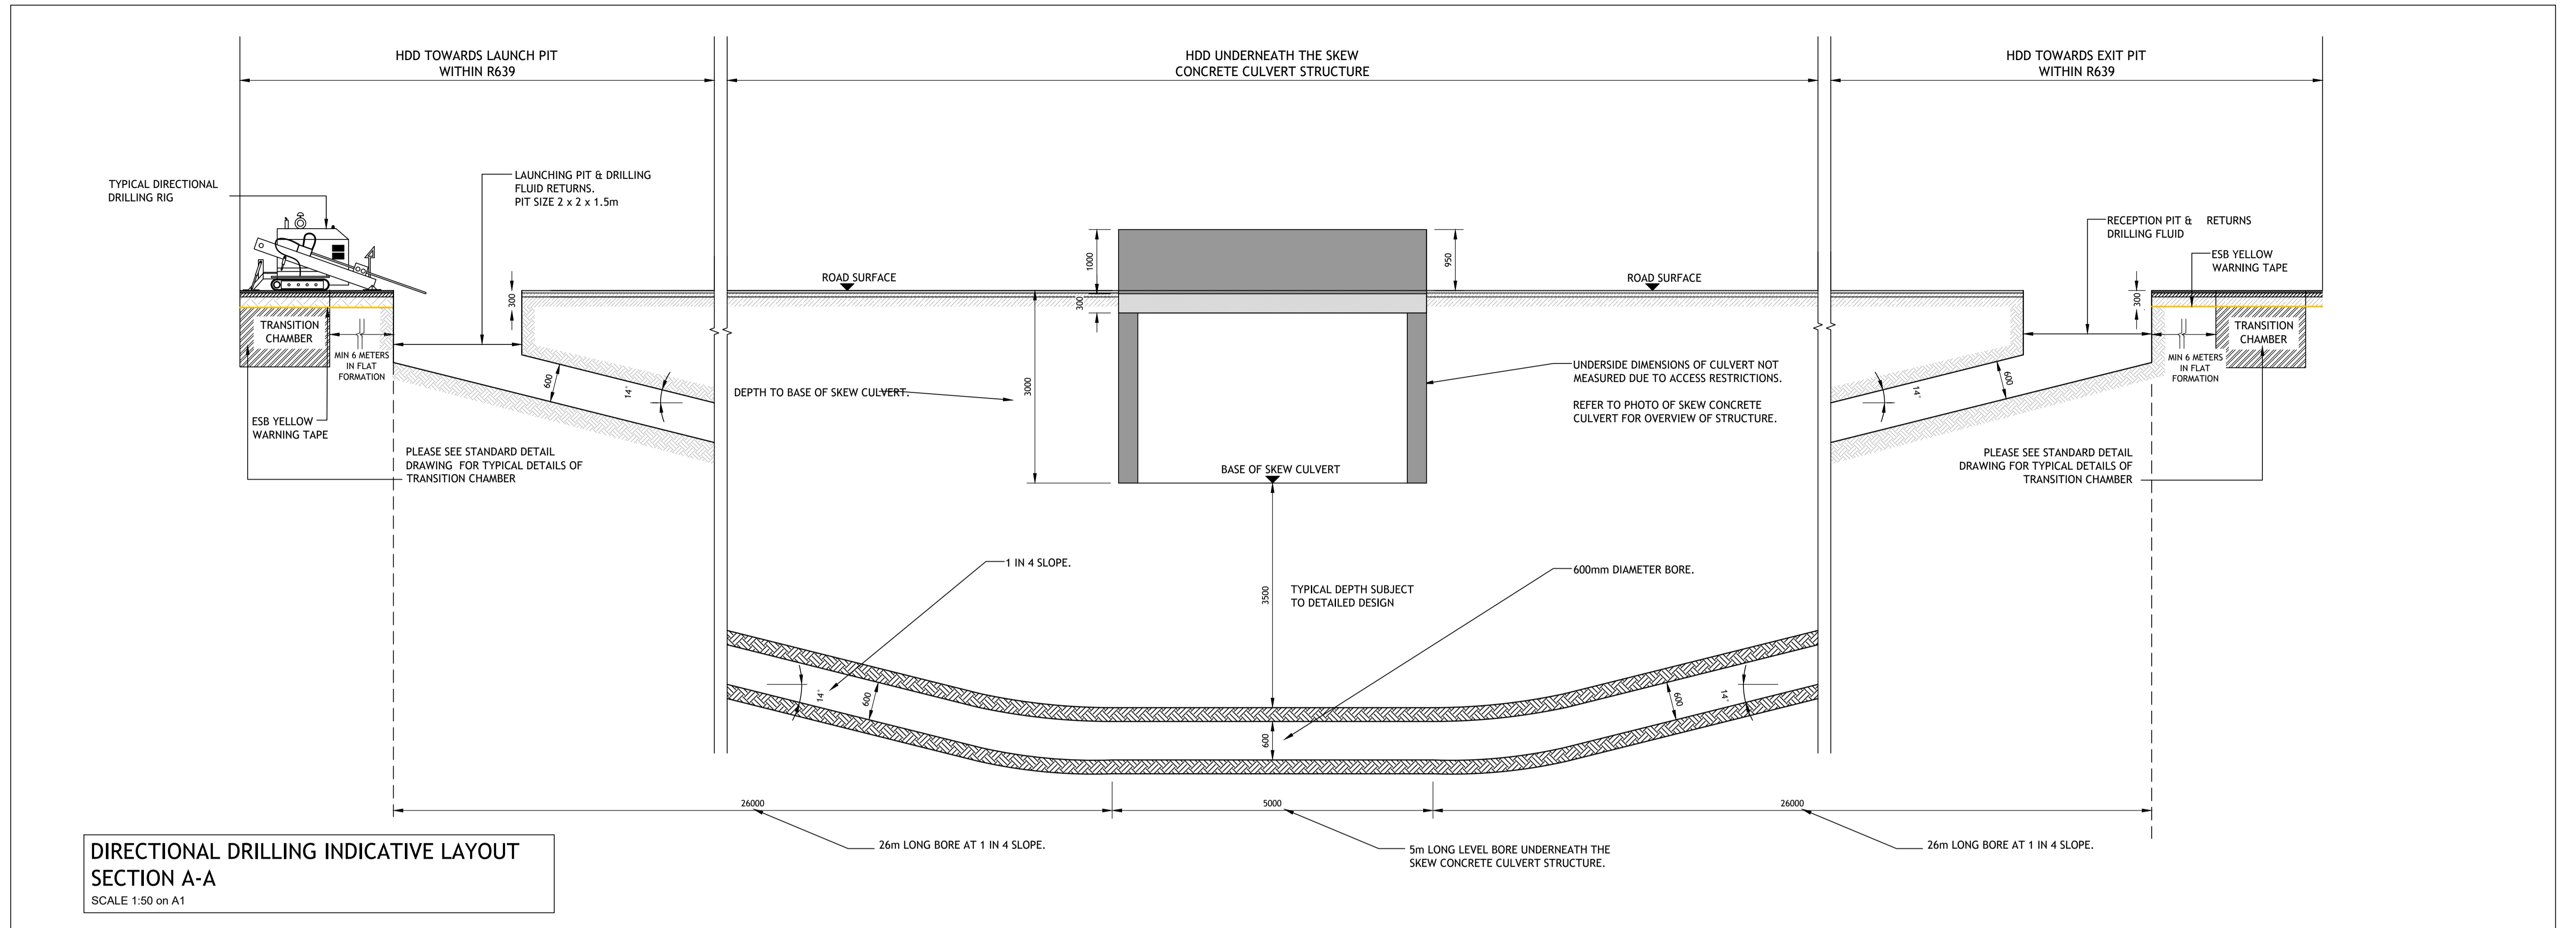 HDD TOWARDS LAUNCH PIT
WITHIN R639
HDD UNDERNEATH THE SKEW
CONCRETE CULVERT STRUCTURE
HDD TOWARDS EXIT PIT
WITHIN R639
TYPICAL DIRECTIONAL
DRILLING RIG
LAUNCHING PIT & DRILLING
FLUID RETURNS.
PIT SIZE 2 x 2 x 1.5m
RECEPTION PIT & RETURNS
DRILLING FLUID
ESB YELLOW
WARNING TAPE
1000
950
ROAD SURFACE
ROAD SURFACE
300
300
300
TRANSITION
CHAMBER
MIN 6 METERS
IN FLAT
FORMATION
TRANSITION
CHAMBER
MIN 6 METERS
IN FLAT
FORMATION
600
14°
DEPTH TO BASE OF SKEW CULVERT.
3000
UNDERSIDE DIMENSIONS OF CULVERT NOT
MEASURED DUE TO ACCESS RESTRICTIONS.
REFER TO PHOTO OF SKEW CONCRETE
CULVERT FOR OVERVIEW OF STRUCTURE.
14°
600
ESB YELLOW
WARNING TAPE
PLEASE SEE STANDARD DETAIL
DRAWING FOR TYPICAL DETAILS OF
TRANSITION CHAMBER
BASE OF SKEW CULVERT
PLEASE SEE STANDARD DETAIL
DRAWING FOR TYPICAL DETAILS OF
TRANSITION CHAMBER
1 IN 4 SLOPE.
3500
TYPICAL DEPTH SUBJECT
TO DETAILED DESIGN
600mm DIAMETER BORE.
14°
600
600
600
14°
26000
5000
26000
26m LONG BORE AT 1 IN 4 SLOPE.
5m LONG LEVEL BORE UNDERNEATH THE
SKEW CONCRETE CULVERT STRUCTURE.
26m LONG BORE AT 1 IN 4 SLOPE.
DIRECTIONAL DRILLING INDICATIVE LAYOUT
SECTION A-A
SCALE 1:50 on A1